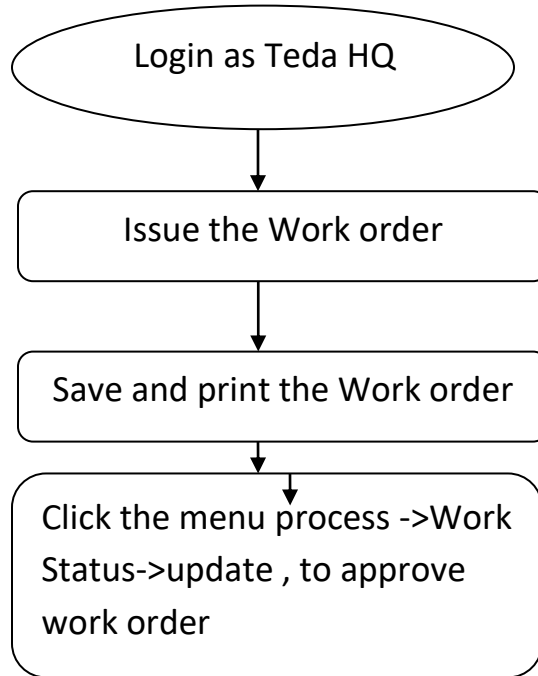 Login as Teda HQ
Issue the Work order
Save and print the Work order
Click the menu process ->Work
Status->update , to approve
work order